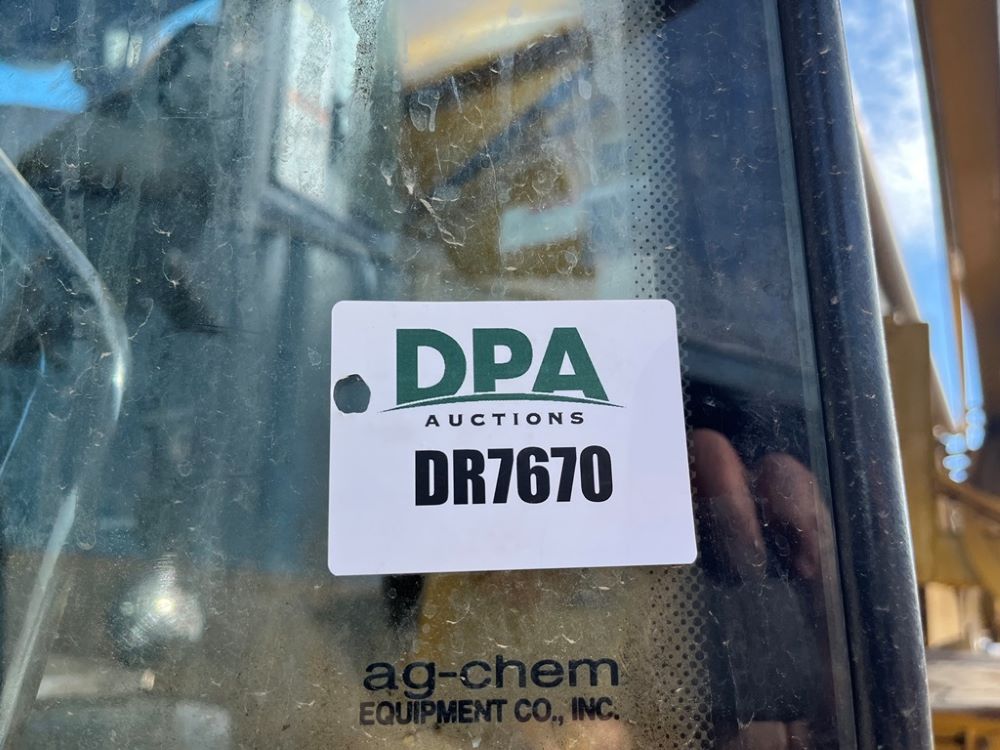 DPA
AUCTIONS
DR7670
ag-chem
EQUIPMENT CO., INC.